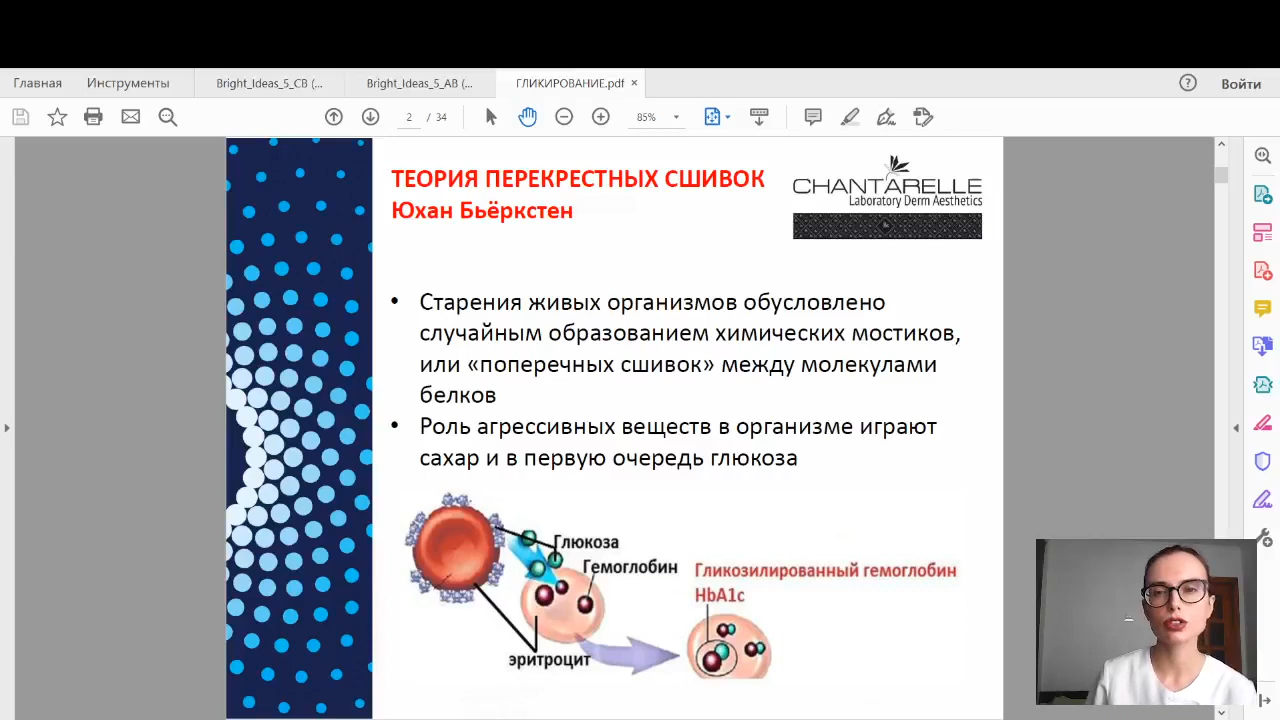 Главная
Инструменты
Bright_Ideas_5_CB (...
Bright_Ideas_5_AB (...
ГЛИКИРОВАНИЕ.pdf ×
Войти
2 / 34
85%
ТЕОРИЯ ПЕРЕКРЕСТНЫХ СШИВОК
Юхан Бьёркстен
CHANTARELLE
Laboratory Derm Aesthetics
• Старения живых организмов обусловлено
случайным образованием химических мостиков,
или «поперечных сшивок» между молекулами
белков
• Роль агрессивных веществ в организме играют
сахар и в первую очередь глюкоза
Глюкоза
Гемоглобин
Гликозилированный гемоглобин
HbA1c
эритроцит